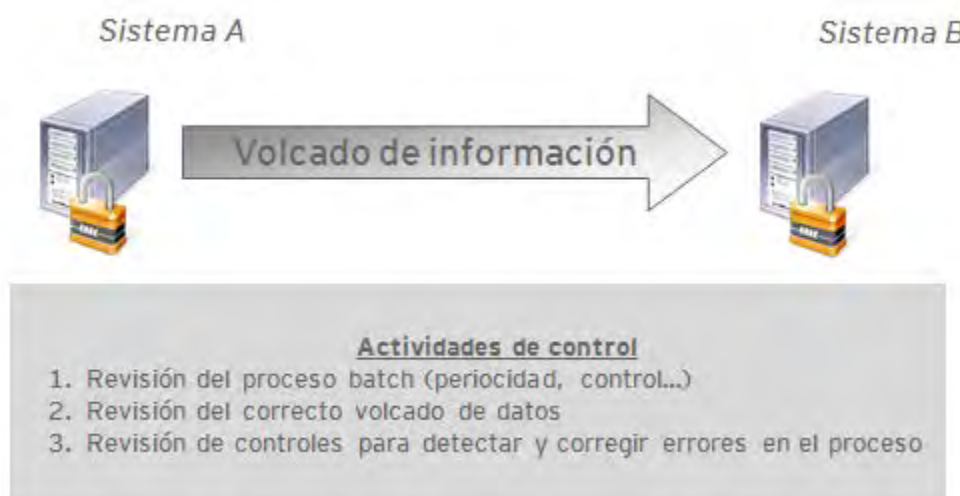 Sistema A
Sistema B
Volcado de información
Actividades de control
1. Revisión del proceso batch (periocidad, control...)
2. Revisión del correcto volcado de datos
3. Revisión de controles para detectar y corregir errores en el proceso